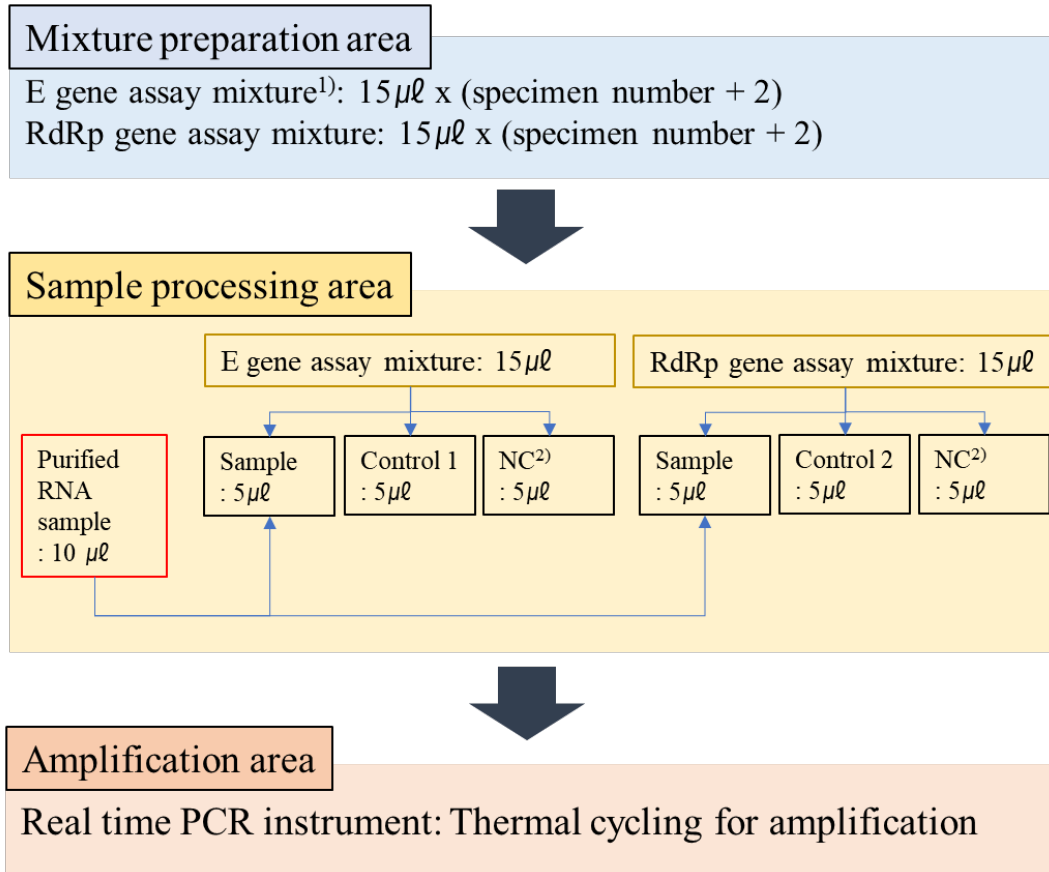 Mixture preparation area
E gene assay mixture1): 15㎕ x (specimen number + 2)
RdRp gene assay mixture: 15㎕ x (specimen number + 2)
Sample processing area
E gene assay mixture: 15㎕
RdRp gene assay mixture: 15㎕
Purified
RNA
sample
: 10 ㎕
Sample
: 5㎕
Control 1
: 5㎕
NC2)
: 5㎕
Sample
: 5㎕
Control 2
: 5㎕
NC2)
: 5㎕
Amplification area
Real time PCR instrument: Thermal cycling for amplification